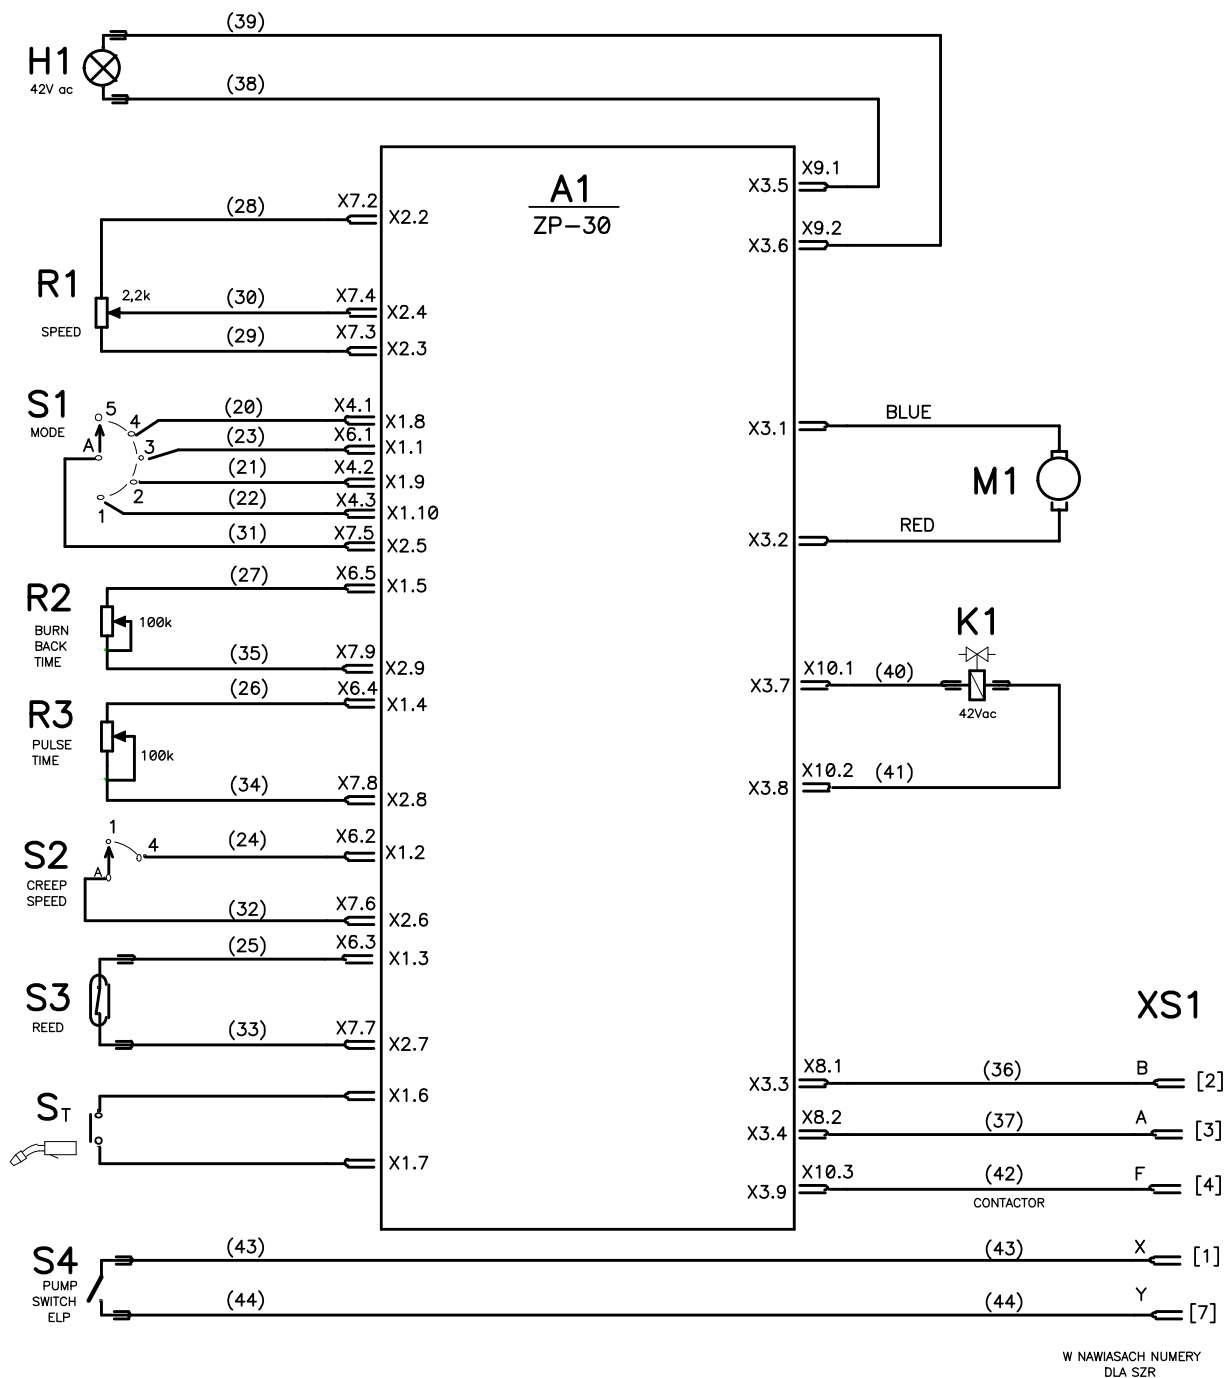 (39)
H1
42V ac
(38)
X9.1
X3.5
A1
ZP-30
X7.2
(28)
X2.2
X9.2
X3.6
R1
2,2k
(30)
X7.4
X2.4
SPEED
(29)
X7.3
X2.3
S1
MODE
5
4
A
3
2
1
(20)
X4.1
X1.8
(23)
X6.1
X1.1
(21)
X4.2
X1.9
(22)
X4.3
X1.10
(31)
X7.5
X2.5
X3.1
BLUE
M1
X3.2
RED
R2
BURN
BACK
TIME
100k
(27)
X6.5
X1.5
(35)
X7.9
X2.9
K1
42Vac
X10.1
(40)
X3.7
X10.2
(41)
X3.8
R3
PULSE
TIME
100k
(26)
X6.4
X1.4
(34)
X7.8
X2.8
S2
CREEP
SPEED
1
4
A
(24)
X6.2
X1.2
(32)
X7.6
X2.6
S3
REED
(25)
X6.3
X1.3
(33)
X7.7
X2.7
XS1
X8.1
X3.3
(36)
B
[2]
ST
X1.6
X1.7
X8.2
X3.4
(37)
A
[3]
X10.3
X3.9
(42)
CONTACTOR
F
[4]
S4
PUMP
SWITCH
ELP
(43)
(43)
X
[1]
(44)
(44)
Y
[7]
W NAWIASACH NUMERY
DLA SZR